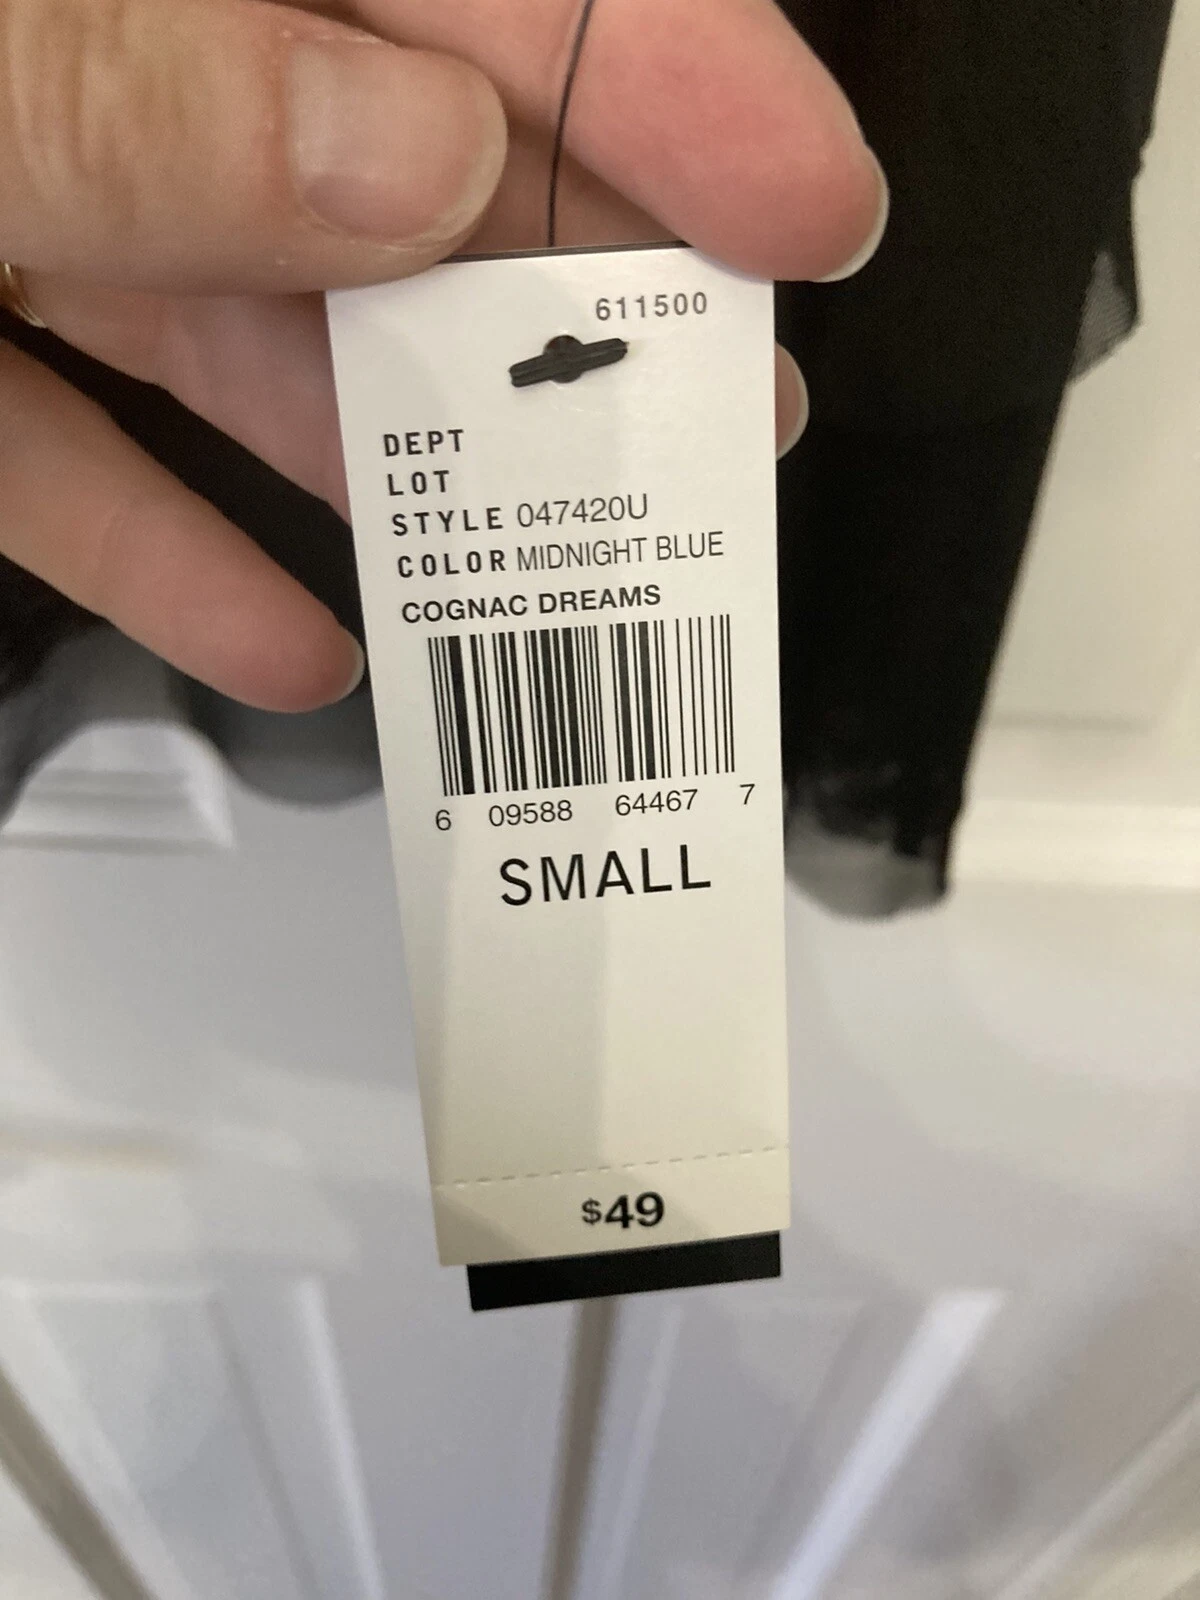 611500
DEPT
LOT
STYLE 047420U
COLOR MIDNIGHT BLUE
COGNAC DREAMS
6 09588 64467 7
SMALL
$49